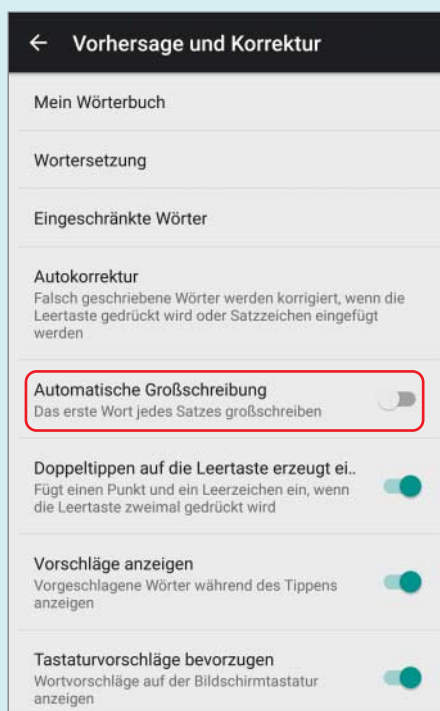 Vorhersage und Korrektur
Mein Wörterbuch
Wortersetzung
Eingeschränkte Wörter
Autokorrektur
Falsch geschriebene Wörter werden korrigiert, wenn die
Leertaste gedrückt wird oder Satzzeichen eingefügt
werden
Automatische Großschreibung
Das erste Wort jedes Satzes großschreiben
Doppeltippen auf die Leertaste erzeugt ei..
Fügt einen Punkt und ein Leerzeichen ein, wenn
die Leertaste zweimal gedrückt wird
Vorschläge anzeigen
Vorgeschlagene Wörter während des Tippens
anzeigen
Tastaturvorschläge bevorzugen
Wortvorschläge auf der Bildschirmtastatur
anzeigen